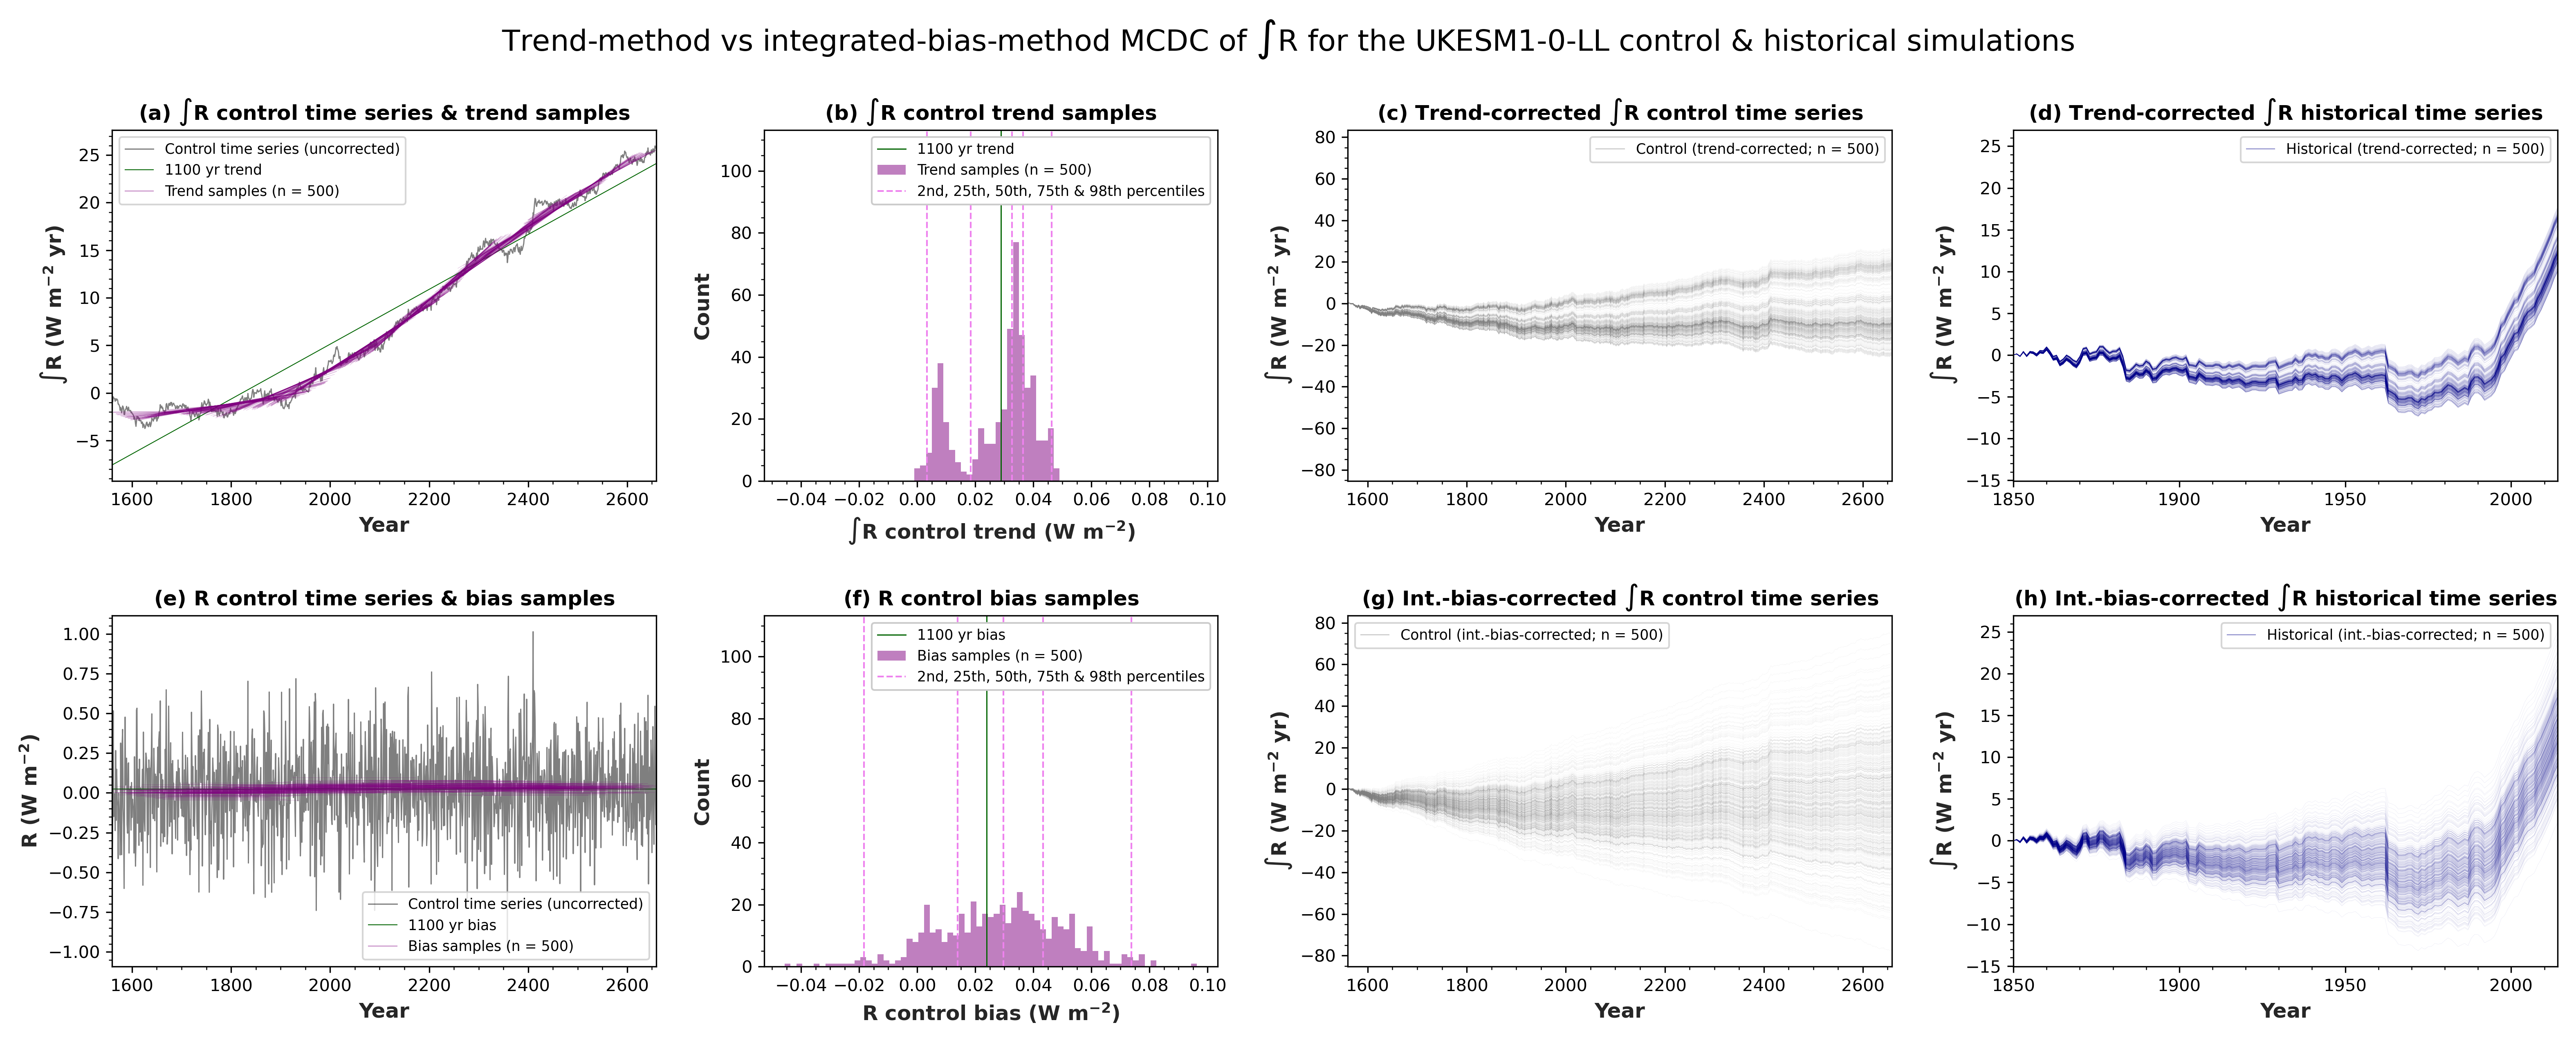 Trend-method vs integrated-bias-method MCDC of ∫R for the UKESM1-0-LL control & historical simulations
(a) ∫R control time series & trend samples
Control time series (uncorrected)
1100 yr trend
Trend samples (n = 500)
∫R (W m⁻² yr)
25
20
15
10
5
0
−5
1600 1800 2000 2200 2400 2600
Year
(b) ∫R control trend samples
1100 yr trend
Trend samples (n = 500)
2nd, 25th, 50th, 75th & 98th percentiles
Count
100
80
60
40
20
0
−0.04 −0.02 0.00 0.02 0.04 0.06 0.08 0.10
∫R control trend (W m⁻²)
(c) Trend-corrected ∫R control time series
Control (trend-corrected; n = 500)
∫R (W m⁻² yr)
80
60
40
20
0
−20
−40
−60
−80
1600 1800 2000 2200 2400 2600
Year
(d) Trend-corrected ∫R historical time series
Historical (trend-corrected; n = 500)
∫R (W m⁻² yr)
25
20
15
10
5
0
−5
−10
−15
1850 1900 1950 2000
Year
(e) R control time series & bias samples
R (W m⁻²)
1.00
0.75
0.50
0.25
0.00
−0.25
−0.50
−0.75
−1.00
Control time series (uncorrected)
1100 yr bias
Bias samples (n = 500)
1600 1800 2000 2200 2400 2600
Year
(f) R control bias samples
1100 yr bias
Bias samples (n = 500)
2nd, 25th, 50th, 75th & 98th percentiles
Count
100
80
60
40
20
0
−0.04 −0.02 0.00 0.02 0.04 0.06 0.08 0.10
R control bias (W m⁻²)
(g) Int.-bias-corrected ∫R control time series
Control (int.-bias-corrected; n = 500)
∫R (W m⁻² yr)
80
60
40
20
0
−20
−40
−60
−80
1600 1800 2000 2200 2400 2600
Year
(h) Int.-bias-corrected ∫R historical time series
Historical (int.-bias-corrected; n = 500)
∫R (W m⁻² yr)
25
20
15
10
5
0
−5
−10
−15
1850 1900 1950 2000
Year